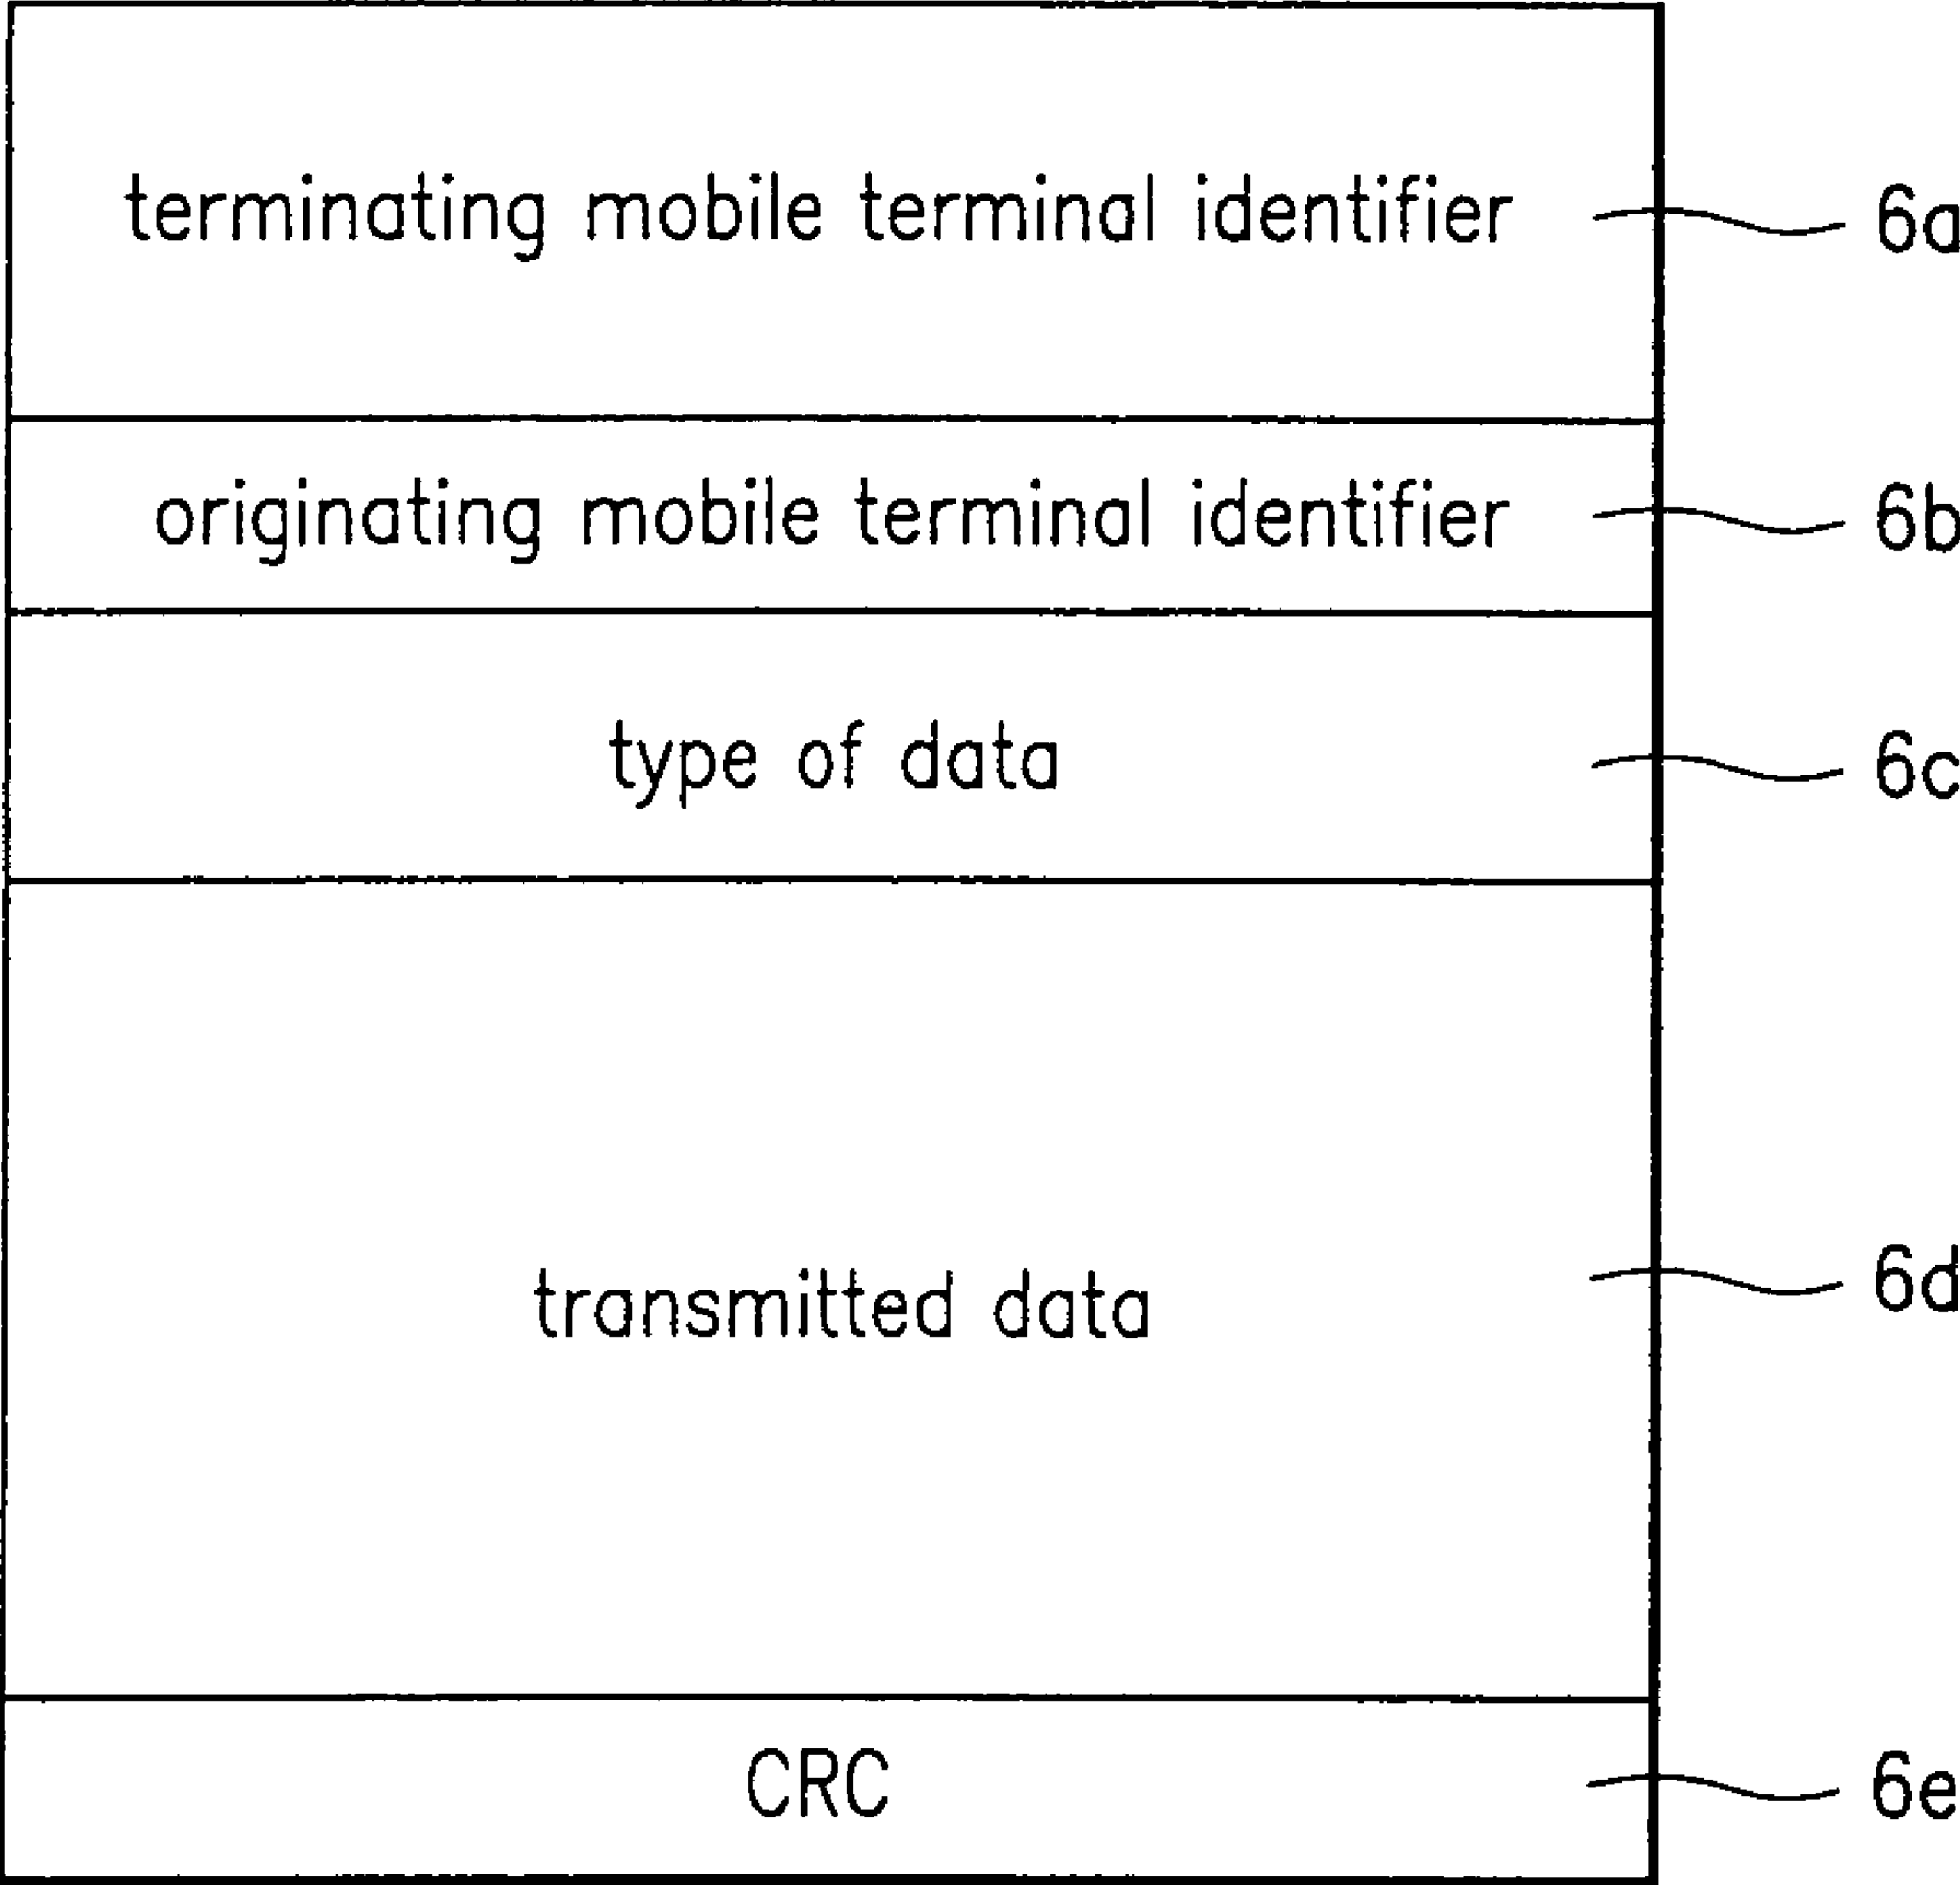 terminating mobile terminal identifier 6a
originating mobile terminal identifier 6b
type of data 6c
transmitted data 6d
CRC 6e